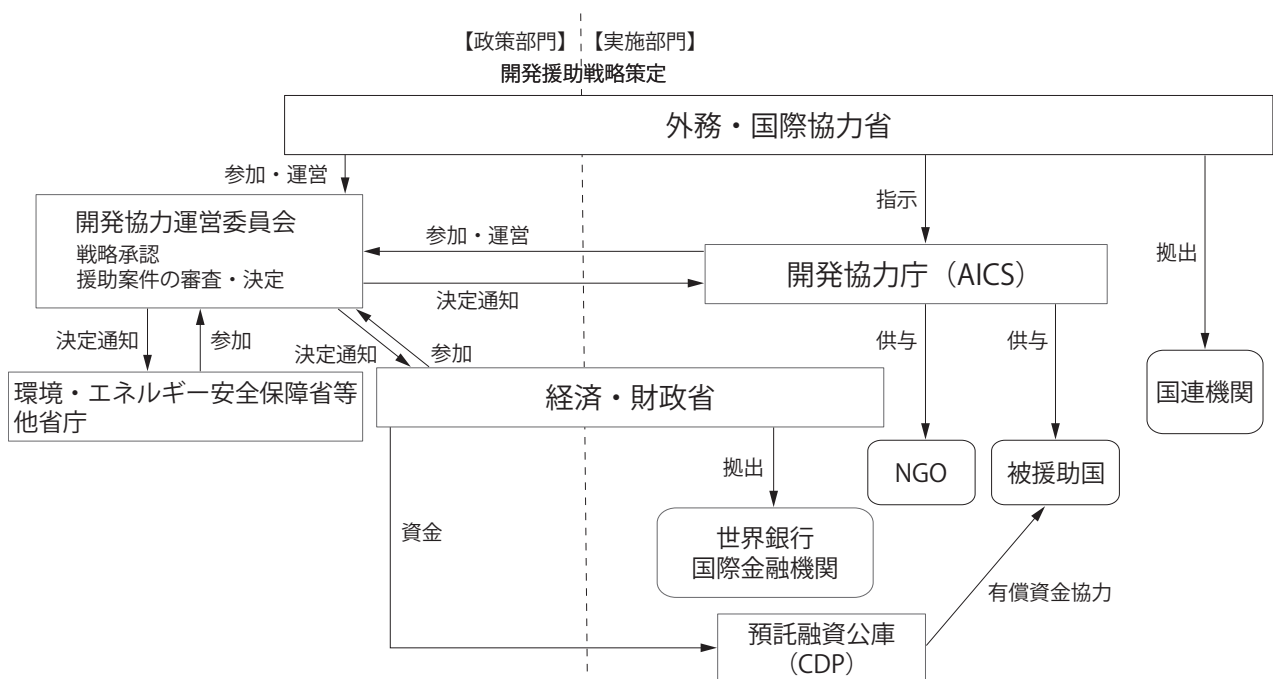 【政策部門】
【実施部門】
開発援助戦略策定
外務・国際協力省
参加・運営
指示
拠出
開発協力運営委員会
戦略承認
援助案件の審査・決定
参加・運営
決定通知
開発協力庁（AICS）
決定通知
参加
決定通知
参加
供与
供与
環境・エネルギー安全保障省等
他省庁
経済・財政省
国連機関
拠出
NGO
被援助国
資金
世界銀行
国際金融機関
有償資金協力
預託融資公庫
（CDP）